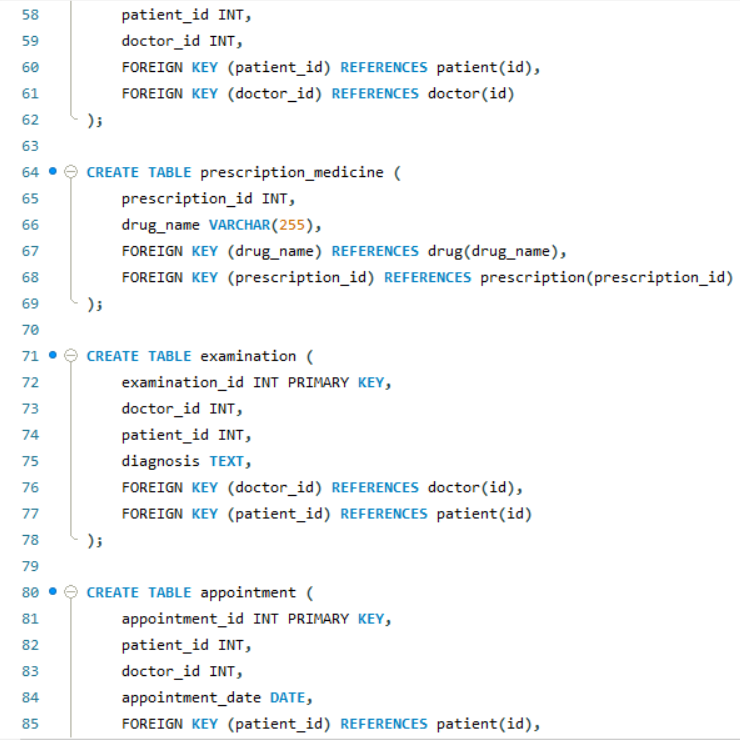 58 patient_id INT,
59 doctor_id INT,
60 FOREIGN KEY (patient_id) REFERENCES patient(id),
61 FOREIGN KEY (doctor_id) REFERENCES doctor(id)
62 );
63
64 CREATE TABLE prescription_medicine (
65 prescription_id INT,
66 drug_name VARCHAR(255),
67 FOREIGN KEY (drug_name) REFERENCES drug(drug_name),
68 FOREIGN KEY (prescription_id) REFERENCES prescription(prescription_id)
69 );
70
71 CREATE TABLE examination (
72 examination_id INT PRIMARY KEY,
73 doctor_id INT,
74 patient_id INT,
75 diagnosis TEXT,
76 FOREIGN KEY (doctor_id) REFERENCES doctor(id),
77 FOREIGN KEY (patient_id) REFERENCES patient(id)
78 );
79
80 CREATE TABLE appointment (
81 appointment_id INT PRIMARY KEY,
82 patient_id INT,
83 doctor_id INT,
84 appointment_date DATE,
85 FOREIGN KEY (patient_id) REFERENCES patient(id),